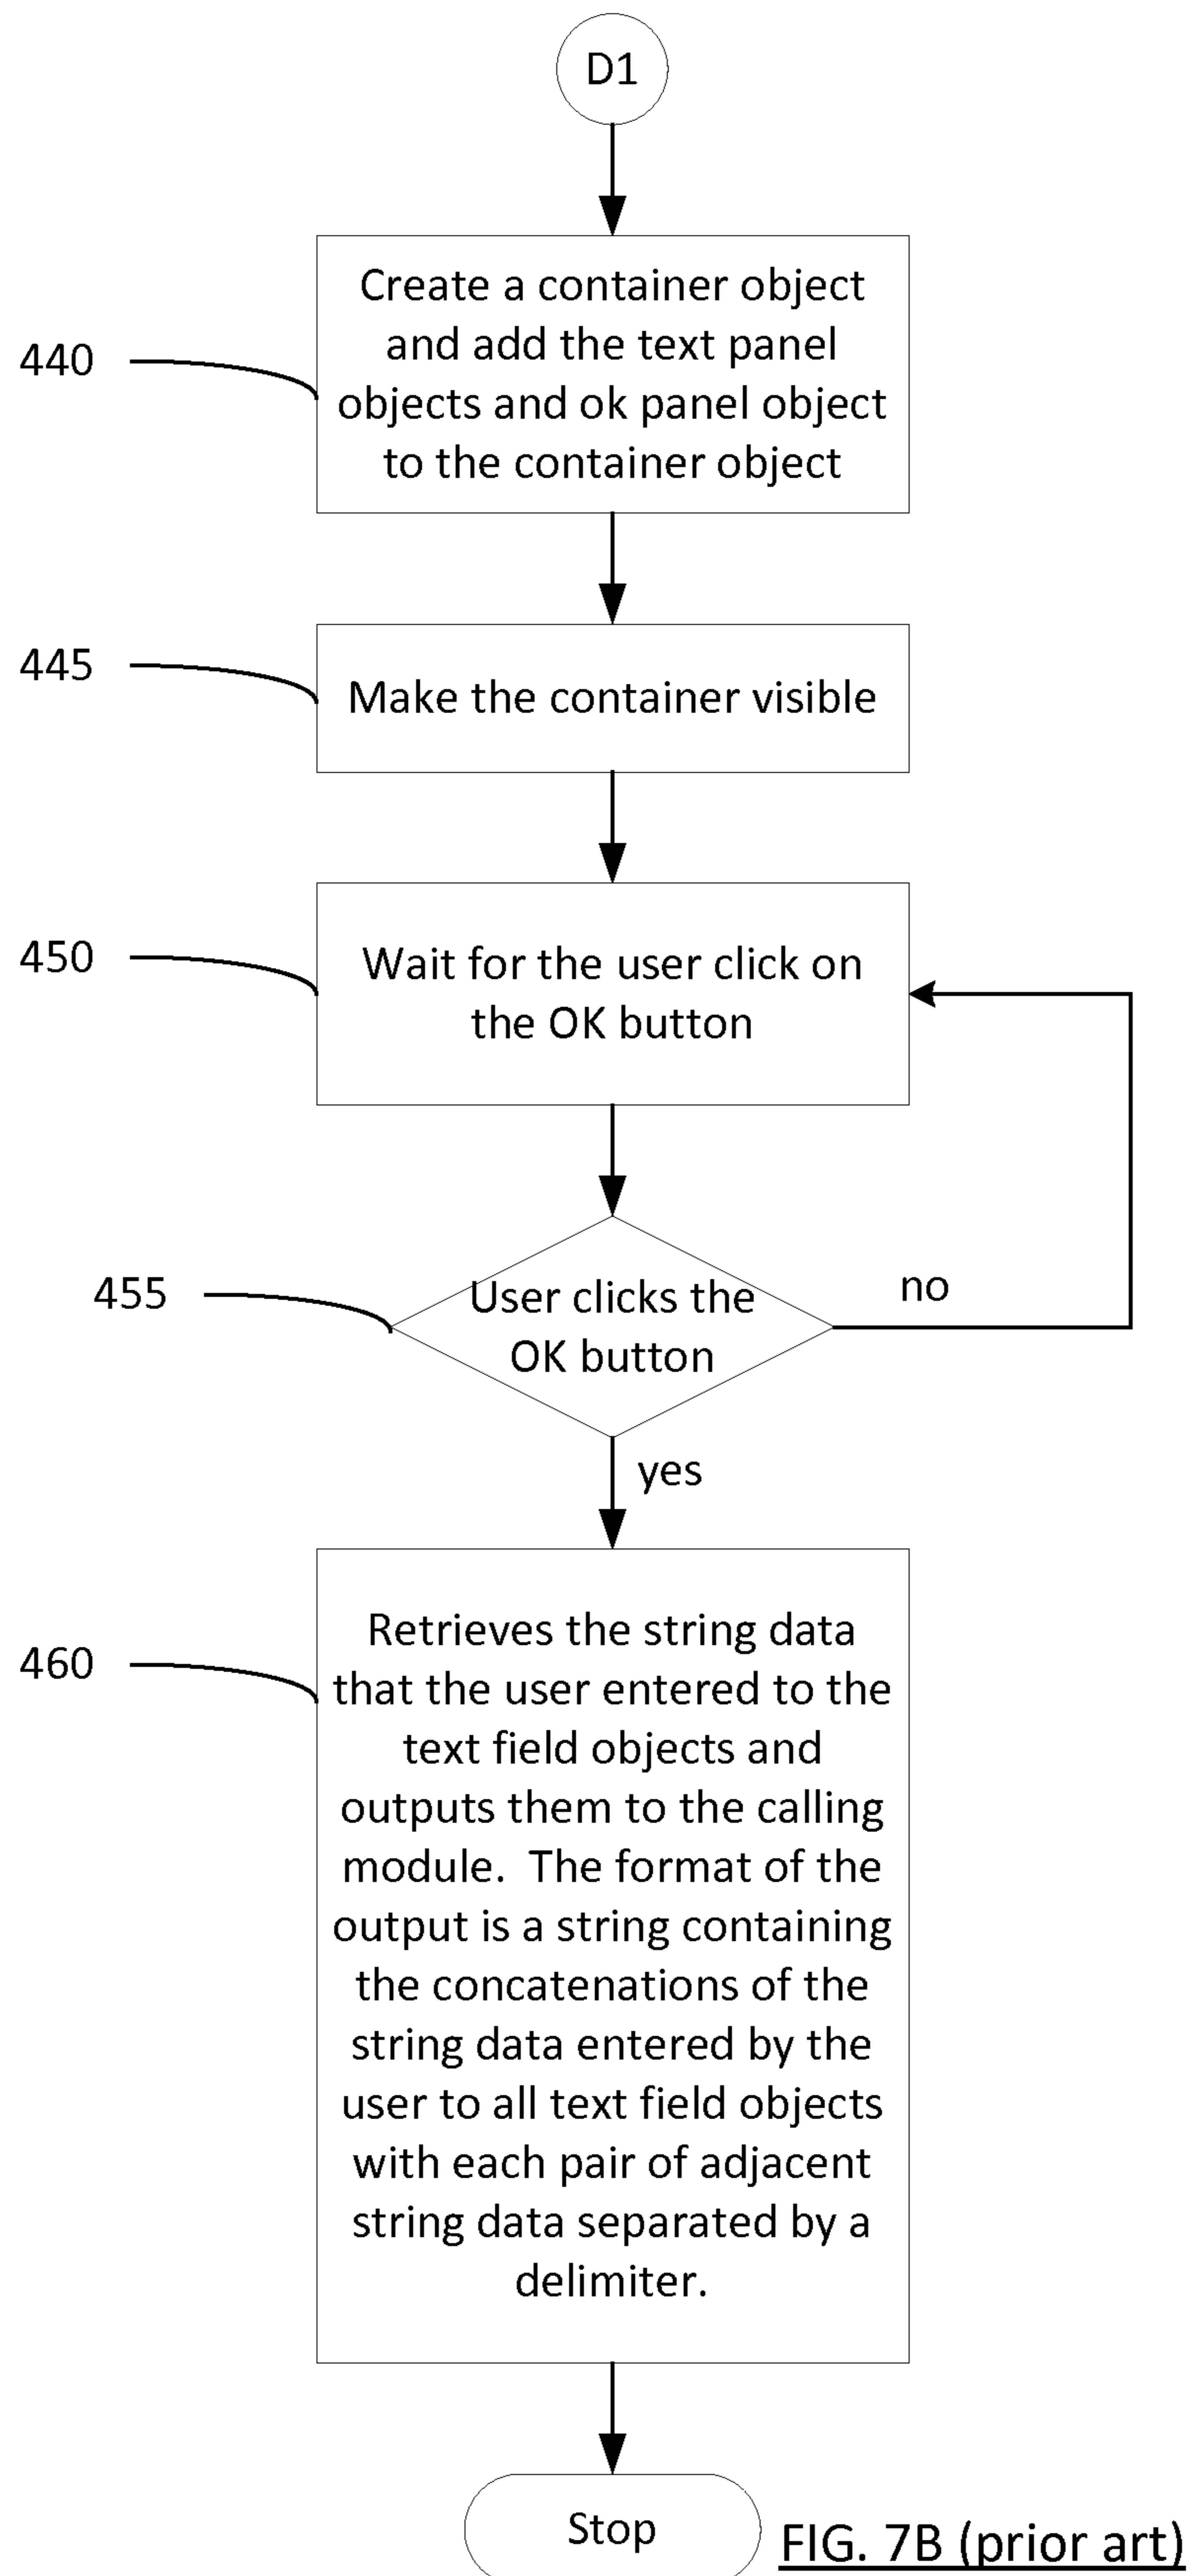 D1
440
Create a container object
and add the text panel
objects and ok panel object
to the container object
445
Make the container visible
450
Wait for the user click on
the OK button
455
User clicks the
OK button
no
yes
460
Retrieves the string data
that the user entered to the
text field objects and
outputs them to the calling
module.  The format of the
output is a string containing
the concatenations of the
string data entered by the
user to all text field objects
with each pair of adjacent
string data separated by a
delimiter.
Stop
FIG. 7B (prior art)